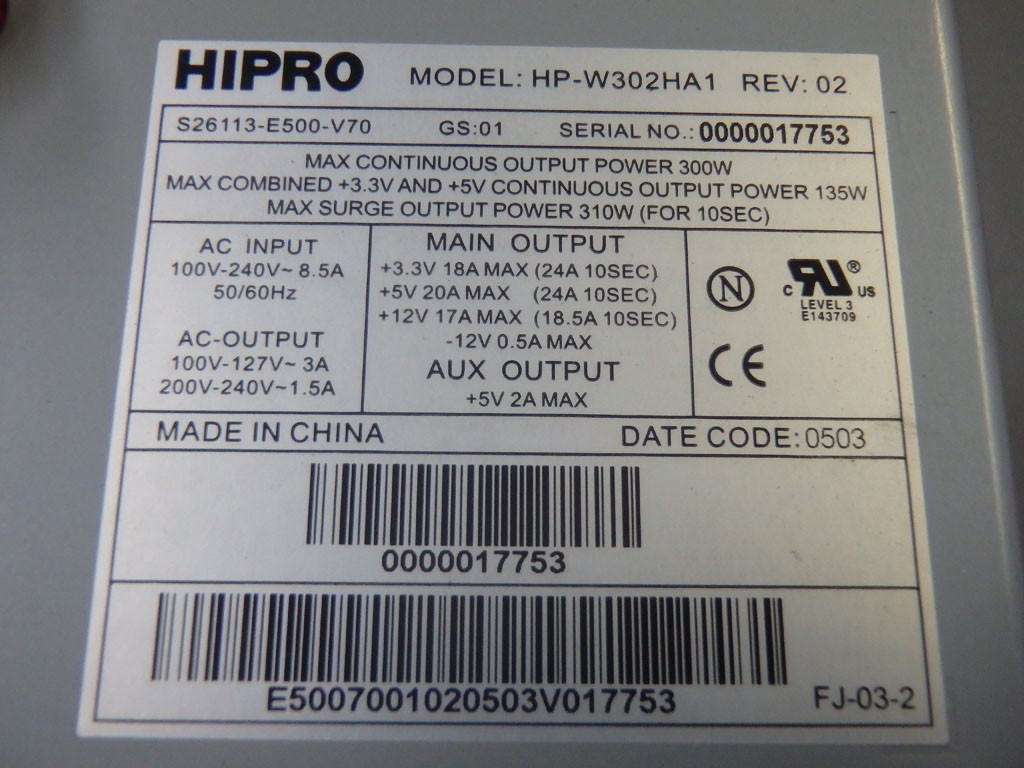 HIPRO MODEL: HP-W302HA1 REV: 02
S26113-E500-V70 GS:01 SERIAL NO.: 0000017753
MAX CONTINUOUS OUTPUT POWER 300W
MAX COMBINED +3.3V AND +5V CONTINUOUS OUTPUT POWER 135W
MAX SURGE OUTPUT POWER 310W (FOR 10SEC)
AC INPUT
100V-240V~ 8.5A
50/60Hz
AC-OUTPUT
100V-127V~ 3A
200V-240V~1.5A
MAIN OUTPUT
+3.3V 18A MAX (24A 10SEC)
+5V 20A MAX (24A 10SEC)
+12V 17A MAX (18.5A 10SEC)
-12V 0.5A MAX
AUX OUTPUT
+5V 2A MAX
N
c RU ® US
LEVEL 3
E143709
CE
MADE IN CHINA DATE CODE: 0503
0000017753
E5007001020503V017753 FJ-03-2